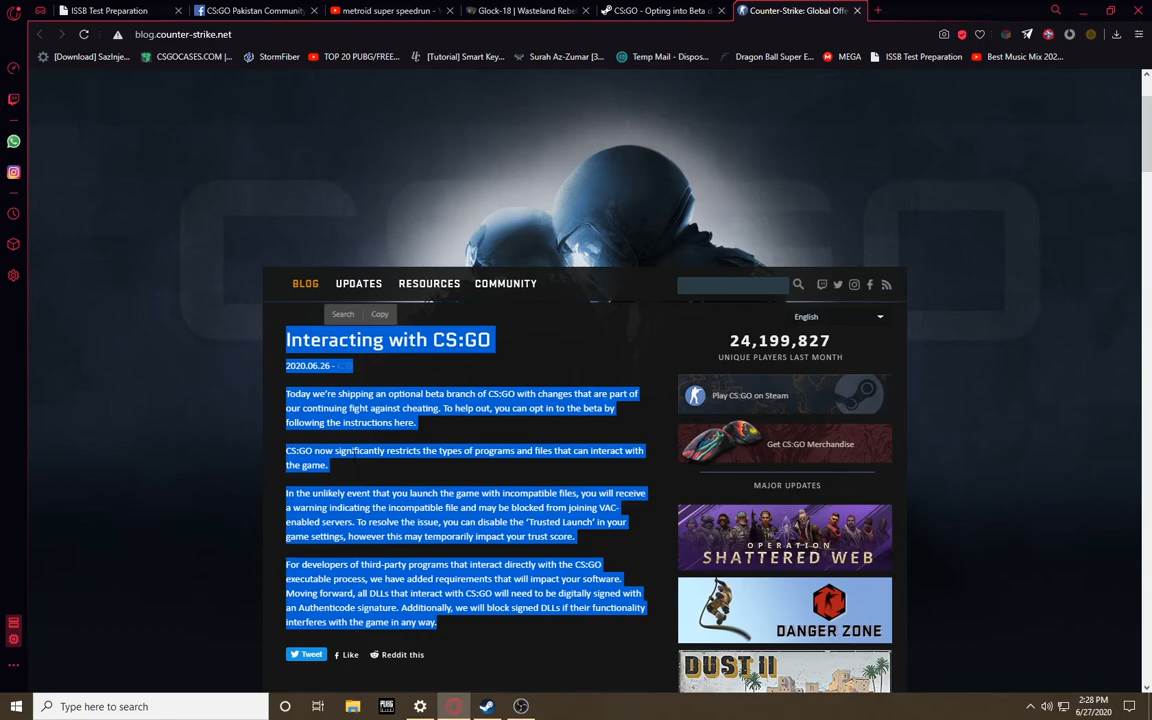 ISSB Test Preparation
CS:GO Pakistan Community
metroid super speedrun - Y
Glock-18 | Wasteland Rebe
CS:GO - Opting into Beta d
Counter-Strike: Global Offe
blog.counter-strike.net
[Download] SazInje...
CSGOCASES.COM |...
StormFiber
TOP 20 PUBG/FREE...
[Tutorial] Smart Key...
Surah Az-Zumar [3...
Temp Mail - Dispos...
Dragon Ball Super E...
MEGA
ISSB Test Preparation
Best Music Mix 202...
CS GO
BLOG
UPDATES
RESOURCES
COMMUNITY
Search
Copy
English
Interacting with CS:GO
2020.06.26 -
Today we're shipping an optional beta branch of CS:GO with changes that are part of
our continuing fight against cheating. To help out, you can opt in to the beta by
following the instructions here.
CS:GO now significantly restricts the types of programs and files that can interact with
the game.
In the unlikely event that you launch the game with incompatible files, you will receive
a warning indicating the incompatible file and may be blocked from joining VAC-
enabled servers. To resolve the issue, you can disable the 'Trusted Launch' in your
game settings, however this may temporarily impact your trust score.
For developers of third-party programs that interact directly with the CS:GO
executable process, we have added requirements that will impact your software.
Moving forward, all DLLs that interact with CS:GO will need to be digitally signed with
an Authenticode signature. Additionally, we will block signed DLLs if their functionality
interferes with the game in any way.
Tweet
Like
Reddit this
24,199,827
UNIQUE PLAYERS LAST MONTH
Play CS:GO on Steam
Get CS:GO Merchandise
MAJOR UPDATES
OPERATION
SHATTERED WEB
DANGER ZONE
DUST II
Type here to search
2:28 PM
6/27/2020